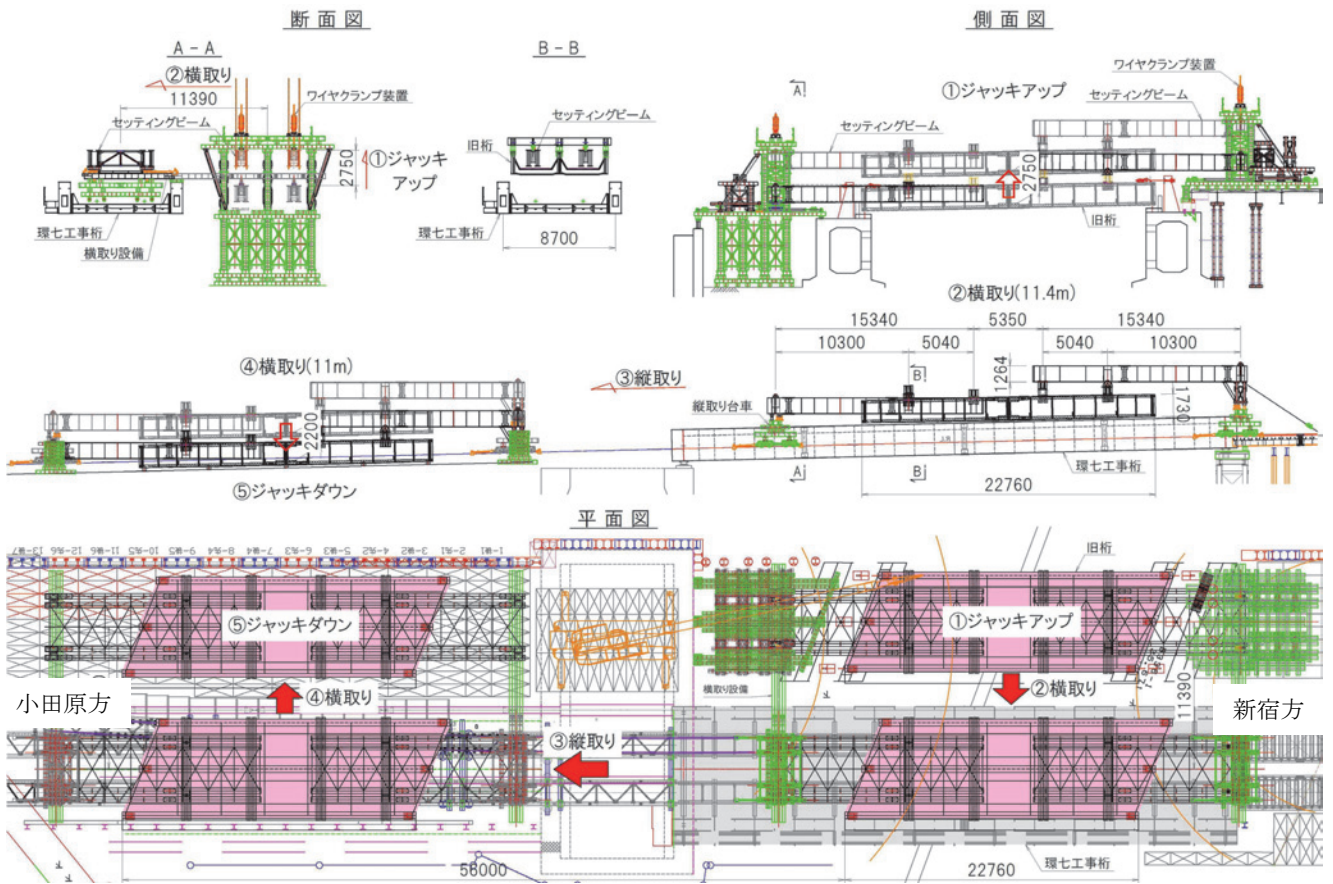 断面図
側面図
A－A
②横取り
11390
ワイヤクランプ装置
セッティングビーム
①ジャッキ
アップ
2750
環七工事桁
横取り設備
B－B
セッティングビーム
旧桁
環七工事桁
8700
A
①ジャッキアップ
ワイヤクランプ装置
セッティングビーム
セッティングビーム
2750
旧桁
②横取り(11.4m)
15340
5350
15340
10300
5040
5040
10300
④横取り(11m)
③縦取り
B
1264
1730
縦取り台車
2200
A
B
環七工事桁
⑤ジャッキダウン
22760
平面図
旧桁
⑤ジャッキダウン
①ジャッキアップ
小田原方
④横取り
横取り設備
②横取り
11390
新宿方
③縦取り
58000
22760
環七工事桁